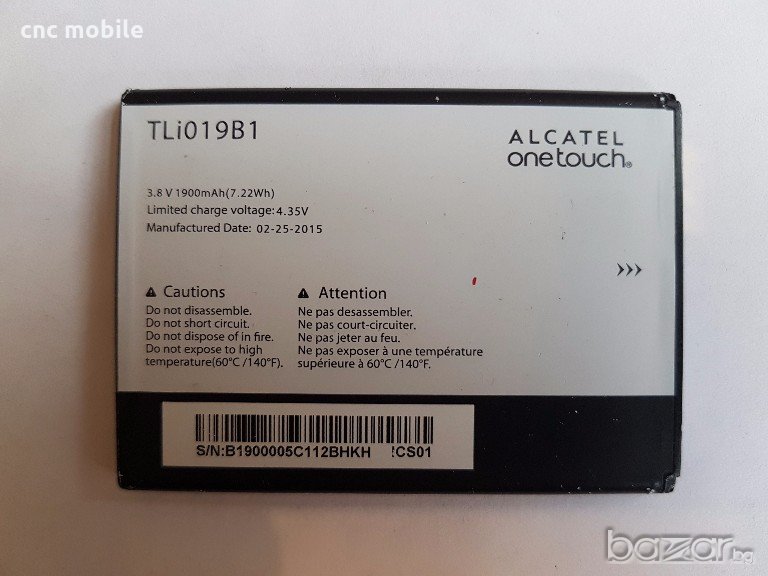 cnc mobile
TLi019B1
ALCATEL
onetouch®
3.8 V 1900mAh(7.22Wh)
Limited charge voltage:4.35V
Manufactured Date: 02-25-2015
Cautions
Do not disassemble.
Do not short circuit.
Do not dispose of in fire.
Do not expose to high
temperature(60°C /140°F).
Attention
Ne pas desassembler.
Ne pas court-circuiter.
Ne pas jeter au feu.
Ne pas exposer à une température
supérieure à 60°C /140°F.
S/N:B1900005C112BHKH !CS01
bazar.bg